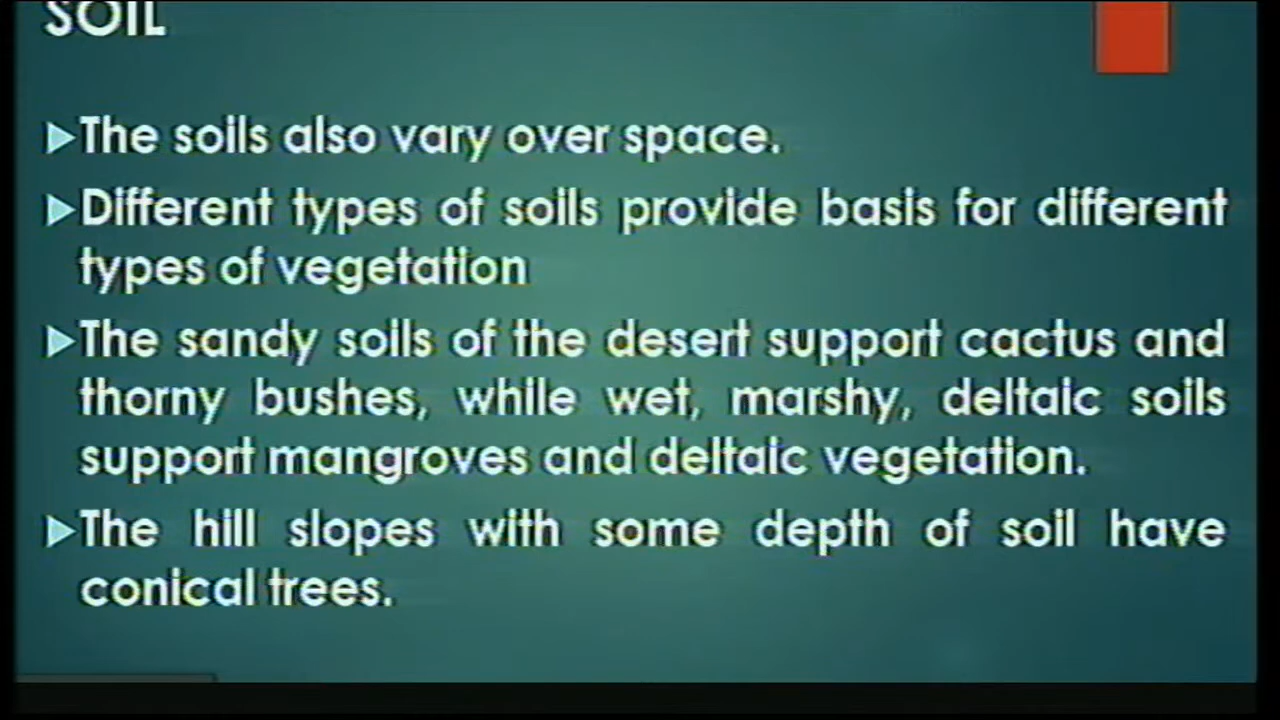 SOIL
The soils also vary over space.
Different types of soils provide basis for different
types of vegetation
The sandy soils of the desert support cactus and
thorny bushes, while wet, marshy, deltaic soils
support mangroves and deltaic vegetation.
The hill slopes with some depth of soil have
conical trees.